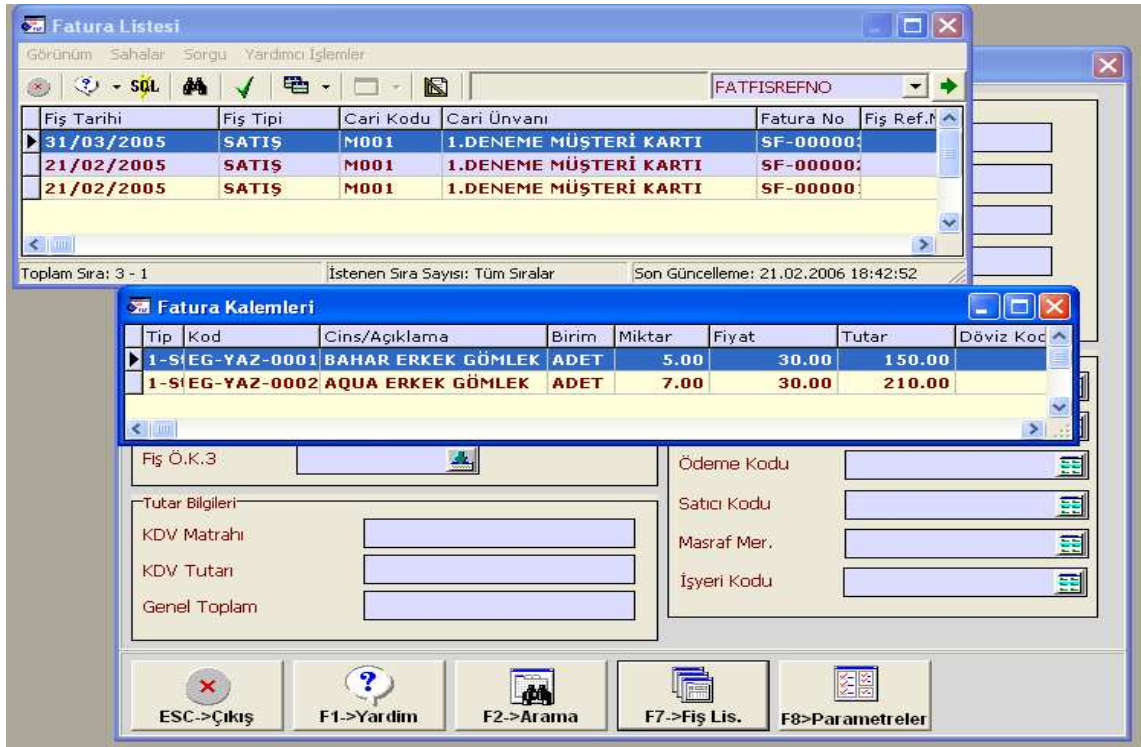 Fatura Listesi
Görünüm Sahalar Sorgu Yardımcı İşlemler
SQL FATFISREFNO
Fiş Tarihi Fiş Tipi Cari Kodu Cari Ünvanı Fatura No Fiş Ref.
31/03/2005 SATIŞ M001 1.DENEME MÜŞTERİ KARTI
21/02/2005 SATIŞ M001 1.DENEME MÜŞTERİ KARTI
21/02/2005 SATIŞ M001 1.DENEME MÜŞTERİ KARTI
Toplam Sıra: 3 - 1 İstenen Sıra Sayısı: Tüm Sıralar Son Güncelleme: 21.02.2006 18:42:52
Fatura Kalemleri
Tip Kod Cins/Açıklama Birim Miktar Fiyat Tutar Döviz Kod
EG-YAZ-0001 BAHAR ERKEK GÖMLEK ADET 5.00 30.00 150.00
EG-YAZ-0002 AQUA ERKEK GÖMLEK ADET 7.00 30.00 210.00
Fiş Ö.K.3
Ödeme Kodu
Tutar Bilgileri
Satıcı Kodu
KDV Matrahı
Masraf Mer.
KDV Tutarı
İşyeri Kodu
Genel Toplam
ESC->Çıkış F1->Yardim F2->Arama F7->Fiş Lis. F8>Parametreler